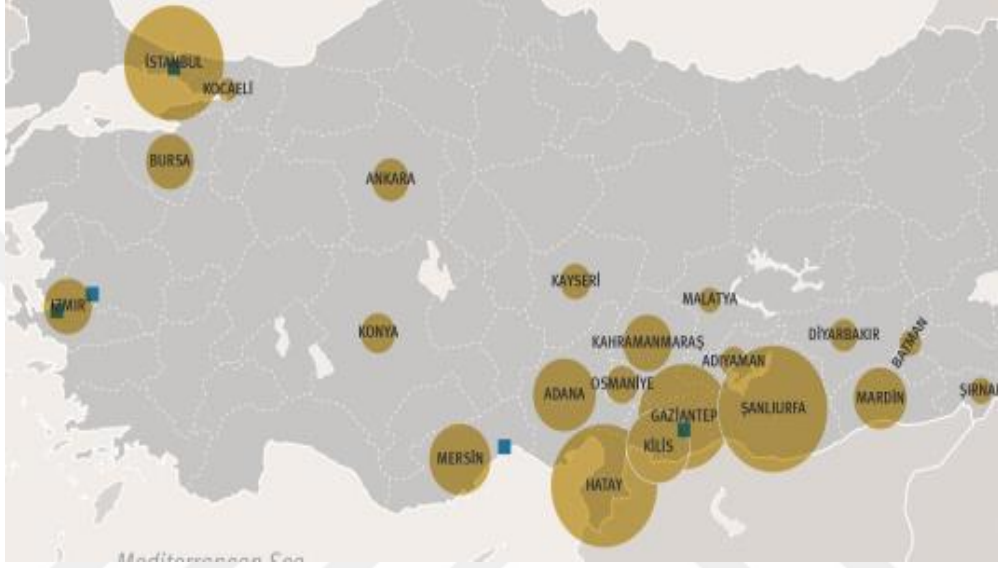 İSTANBUL
KOCAELİ
BURSA
ANKARA
KAYSERİ
MALATYA
İZMİR
KONYA
KAHRAMANMARAŞ
DİYARBAKIR
BATMAN
ADIYAMAN
OSMANİYE
ADANA
ŞANLIURFA
MARDİN
ŞIRNA
GAZİANTEP
KİLİS
MERSİN
HATAY
Mediterranean Sea